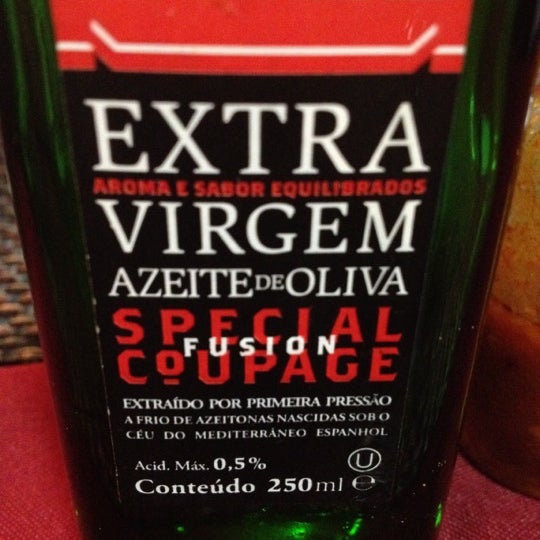 EXTRA
AROMA E SABOR EQUILIBRADOS
VIRGEM
AZEITE DE OLIVA
SPECIAL
FUSION
CoUPAGE
EXTRAÍDO POR PRIMEIRA PRESSÃO
A FRIO DE AZEITONAS NASCIDAS SOB O
CÉU DO MEDITERRÂNEO ESPANHOL
Acid. Máx. 0,5% U
Conteúdo 250ml ℮